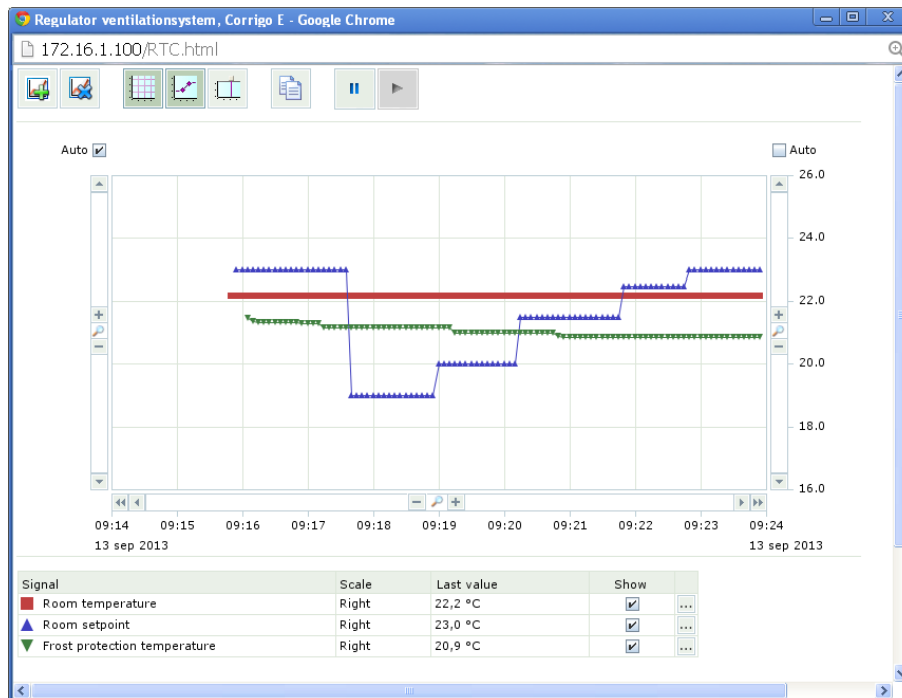 Regulator ventilationsystem, Corrigo E - Google Chrome
172.16.1.100/RTC.html
Auto
Auto
26.0
24.0
22.0
20.0
18.0
16.0
09:14 09:15 09:16 09:17 09:18 09:19 09:20 09:21 09:22 09:23 09:24
13 sep 2013 13 sep 2013
Signal Scale Last value Show
Room temperature Right 22,2 °C ...
Room setpoint Right 23,0 °C ...
Frost protection temperature Right 20,9 °C ...